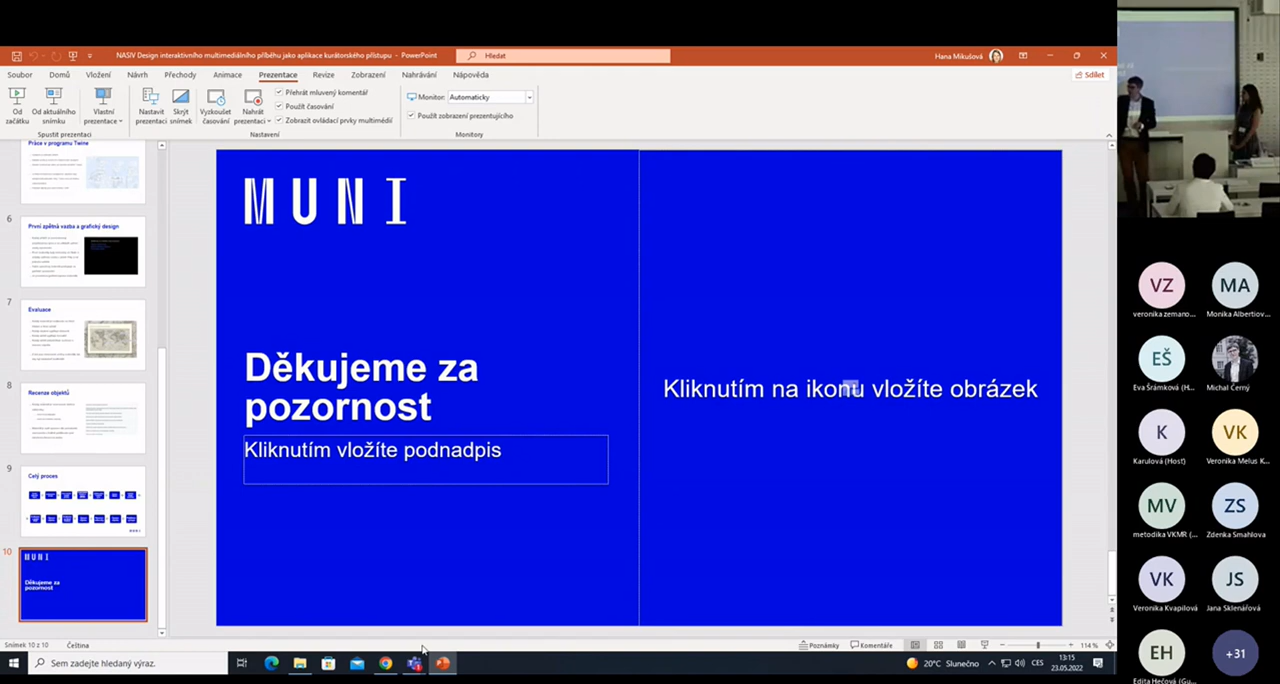 NASIV Design interaktivního multimediálního příběhu jako aplikace kurátorského přístupu - PowerPoint
Hledat
Hana Mikušová
Soubor Domů Vložení Návrh Přechody Animace Prezentace Revize Zobrazení Nahrávání Nápověda
Sdílet
Od začátku
Od aktuálního snímku
Vlastní prezentace
Nastavit prezentaci
Skrýt snímek
Vyzkoušet časování
Nahrát prezentaci
Přehrát mluvený komentář
Použít časování
Zobrazit ovládací prvky multimédií
Monitor: Automaticky
Použít zobrazení prezentujícího
Spustit prezentaci
Nastavení
Monitory
Práce v programu Twine
6
První zpětná vazba a grafický design
7
Evaluace
8
Recenze objektů
9
Celý proces
10
MUNI
Děkujeme za
pozornost
MUNI
Děkujeme za
pozornost
Kliknutím vložíte podnadpis
Kliknutím na ikonu vložíte obrázek
VZ
veronika zemano...
MA
Monika Albertiov...
EŠ
Eva Šrámková (H...
Michal Černý
K
Karulová (Host)
VK
Veronika Melus K...
MV
metodika VKMR (...
ZS
Zdenka Smahlova
VK
Veronika Kvapilová
JS
Jana Sklenářová
EH
Edita Hečová (Gu...
+31
Snímek 10 z 10 Čeština
Poznámky Komentáře
114 %
Sem zadejte hledaný výraz.
20°C Slunečno
CES
13:15
23.05.2022